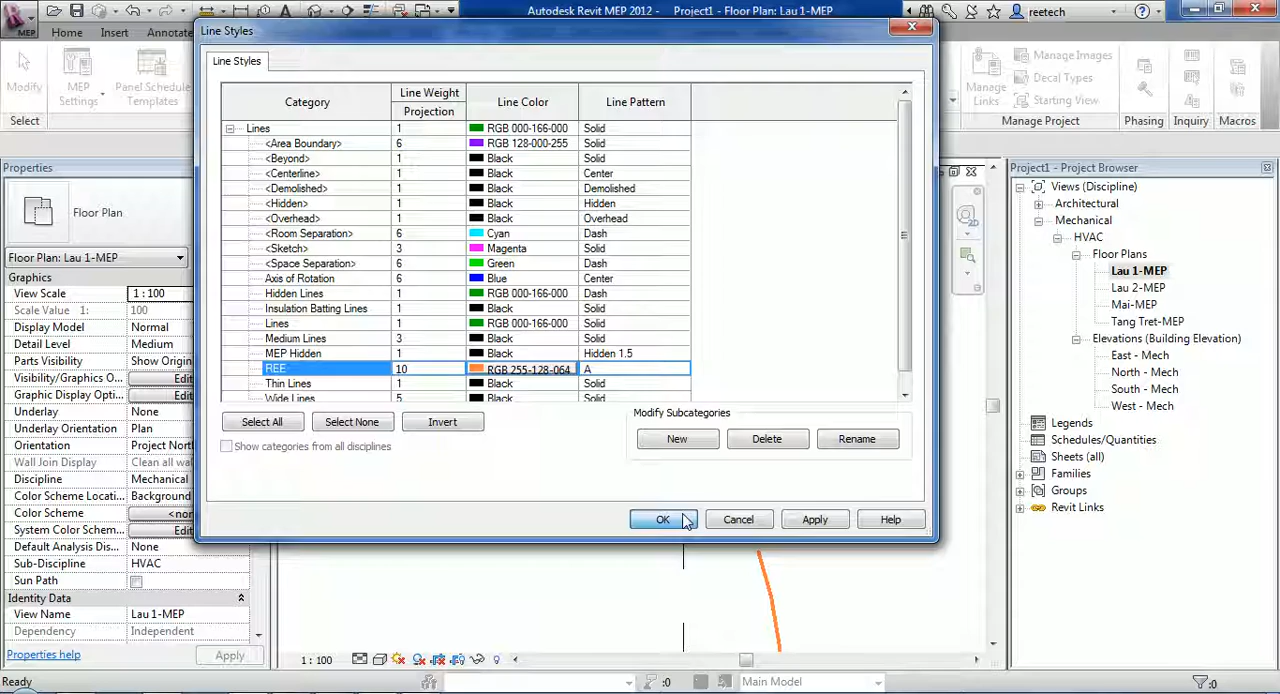 Autodesk Revit MEP 2012 - Project1 - Floor Plan: Lau 1-MEP
reetech
MEP
Home
Insert
Annotate
Modify
MEP
Settings
Panel Schedule
Templates
Select
Manage
Links
Manage Images
Decal Types
Starting View
Manage Project
Phasing
Inquiry
Macros
Line Styles
Line Styles
Category
Line Weight
Projection
Line Color
Line Pattern
Lines 1 RGB 000-166-000 Solid
<Area Boundary> 6 RGB 128-000-255 Solid
<Beyond> 1 Black Solid
<Centerline> 1 Black Center
<Demolished> 1 Black Demolished
<Hidden> 1 Black Hidden
<Overhead> 1 Black Overhead
<Room Separation> 6 Cyan Dash
<Sketch> 3 Magenta Solid
<Space Separation> 6 Green Dash
Axis of Rotation 6 Blue Center
Hidden Lines 1 RGB 000-166-000 Dash
Insulation Batting Lines 1 Black Solid
Lines 1 RGB 000-166-000 Solid
Medium Lines 3 Black Solid
MEP Hidden 1 Black Hidden 1.5
REE 10 RGB 255-128-064 A
Thin Lines 1 Black Solid
Wide Lines 5 Black Solid
Select All
Select None
Invert
Show categories from all disciplines
Modify Subcategories
New
Delete
Rename
OK
Cancel
Apply
Help
Properties
Floor Plan
Floor Plan: Lau 1-MEP
Graphics
View Scale 1 : 100
Scale Value 1: 100
Display Model Normal
Detail Level Medium
Parts Visibility Show Origin
Visibility/Graphics O... Edit
Graphic Display Opti... Edit
Underlay None
Underlay Orientation Plan
Orientation Project North
Wall Join Display Clean all wa
Discipline Mechanical
Color Scheme Locati... Background
Color Scheme <non
System Color Schem... Edit
Default Analysis Dis... None
Sub-Discipline HVAC
Sun Path
Identity Data
View Name Lau 1-MEP
Dependency Independent
Properties help
Apply
1 : 100
Ready
:0
Main Model
:0
Project1 - Project Browser
Views (Discipline)
Architectural
Mechanical
HVAC
Floor Plans
Lau 1-MEP
Lau 2-MEP
Mai-MEP
Tang Tret-MEP
Elevations (Building Elevation)
East - Mech
North - Mech
South - Mech
West - Mech
Legends
Schedules/Quantities
Sheets (all)
Families
Groups
Revit Links